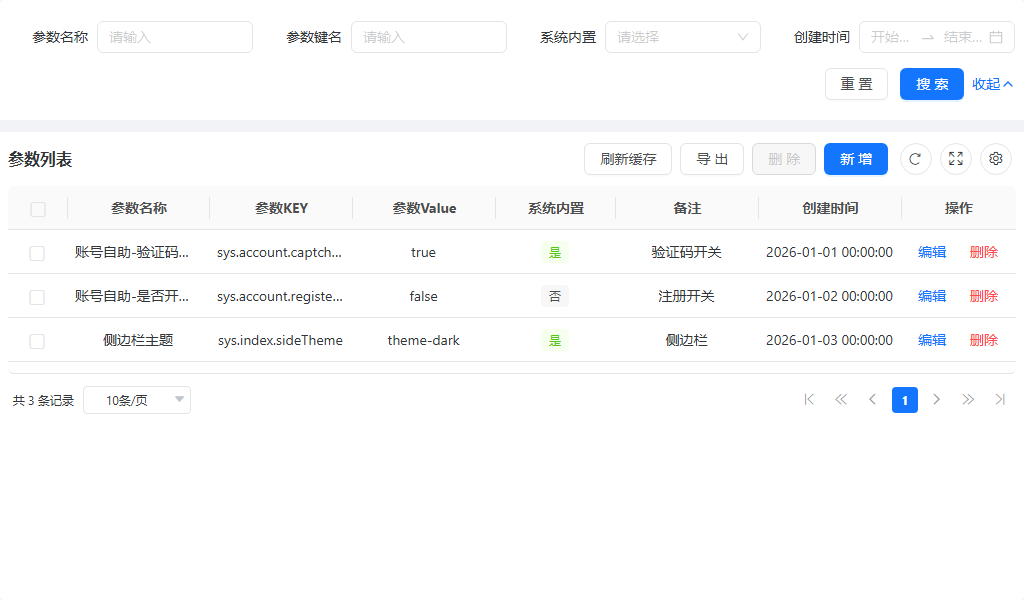 参数名称 请输入 参数键名 请输入 系统内置 请选择 创建时间 开始... 结束...
重 置 搜 索 收起
参数列表 刷新缓存 导 出 删 除 新 增
参数名称 参数KEY 参数Value 系统内置 备注 创建时间 操作
账号自助-验证码... sys.account.captch... true 是 验证码开关 2026-01-01 00:00:00 编辑 删除
账号自助-是否开... sys.account.registe... false 否 注册开关 2026-01-02 00:00:00 编辑 删除
侧边栏主题 sys.index.sideTheme theme-dark 是 侧边栏 2026-01-03 00:00:00 编辑 删除
共 3 条记录 10条/页 1